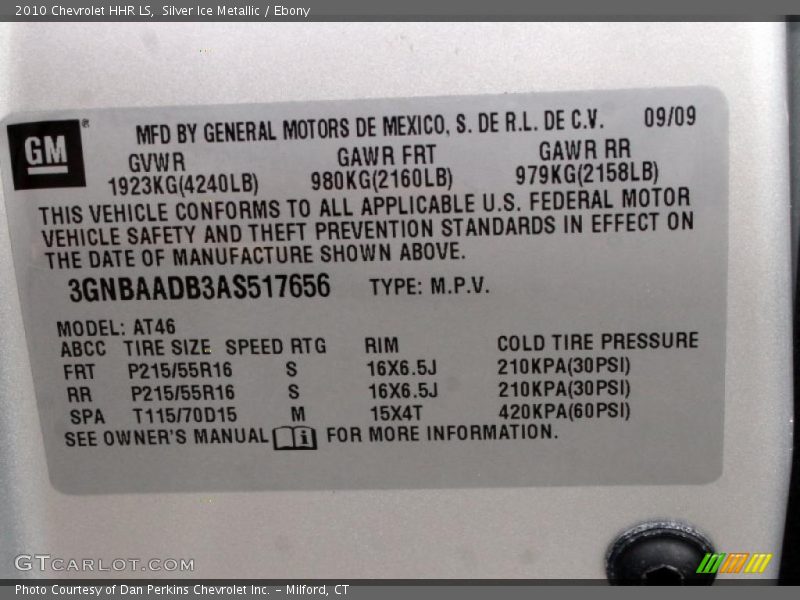 2010 Chevrolet HHR LS, Silver Ice Metallic / Ebony
GM®
MFD BY GENERAL MOTORS DE MEXICO, S. DE R.L. DE C.V. 09/09
GVWR GAWR FRT GAWR RR
1923KG(4240LB) 980KG(2160LB) 979KG(2158LB)
THIS VEHICLE CONFORMS TO ALL APPLICABLE U.S. FEDERAL MOTOR
VEHICLE SAFETY AND THEFT PREVENTION STANDARDS IN EFFECT ON
THE DATE OF MANUFACTURE SHOWN ABOVE.
3GNBAADB3AS517656 TYPE: M.P.V.
MODEL: AT46
ABCC TIRE SIZE SPEED RTG RIM COLD TIRE PRESSURE
FRT P215/55R16 S 16X6.5J 210KPA(30PSI)
RR P215/55R16 S 16X6.5J 210KPA(30PSI)
SPA T115/70D15 M 15X4T 420KPA(60PSI)
SEE OWNER'S MANUAL i FOR MORE INFORMATION.
GTCARLOT.COM
Photo Courtesy of Dan Perkins Chevrolet Inc. - Milford, CT